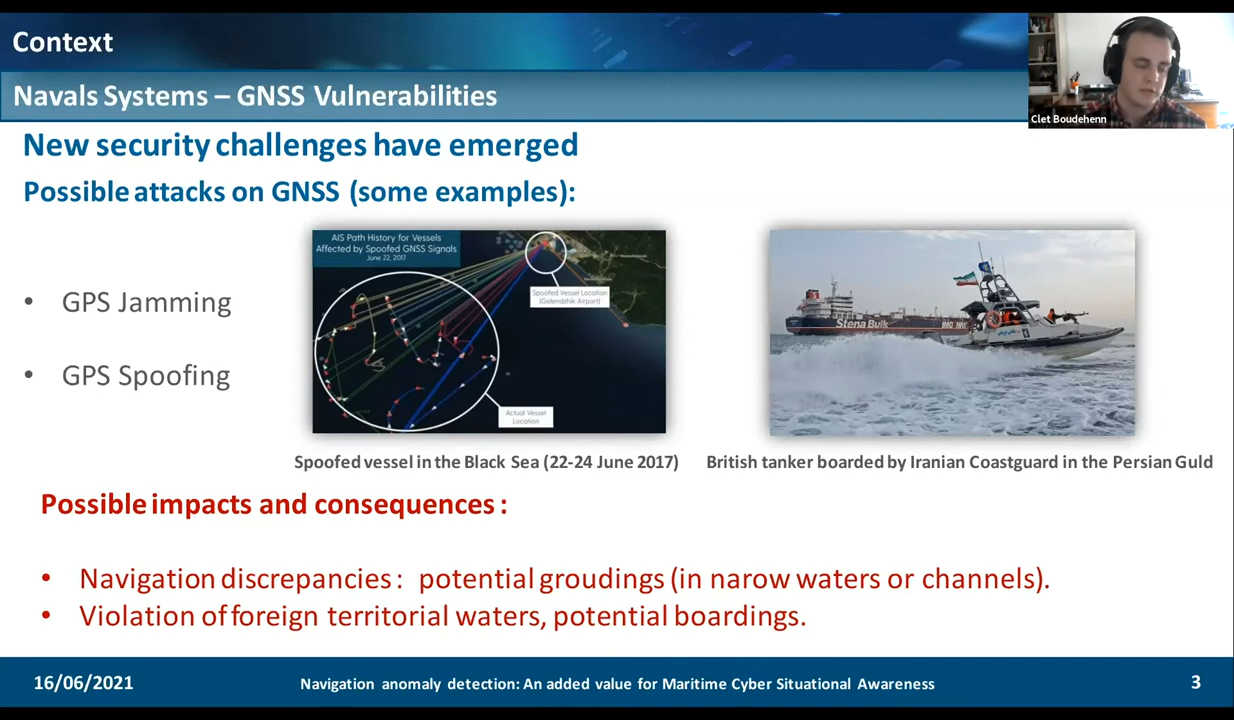 Context
Navals Systems – GNSS Vulnerabilities
Clet Boudehenn
New security challenges have emerged
Possible attacks on GNSS (some examples):
• GPS Jamming
• GPS Spoofing
AIS Path History for Vessels
Affected by Spoofed GNSS Signals
June 22, 2017
Spoofed Vessel Location
(Gelendzhik Airport)
Actual Vessel
Location
Stena Bulk
Spoofed vessel in the Black Sea (22-24 June 2017)
British tanker boarded by Iranian Coastguard in the Persian Guld
Possible impacts and consequences :
• Navigation discrepancies : potential groudings (in narow waters or channels).
• Violation of foreign territorial waters, potential boardings.
16/06/2021
Navigation anomaly detection: An added value for Maritime Cyber Situational Awareness
3